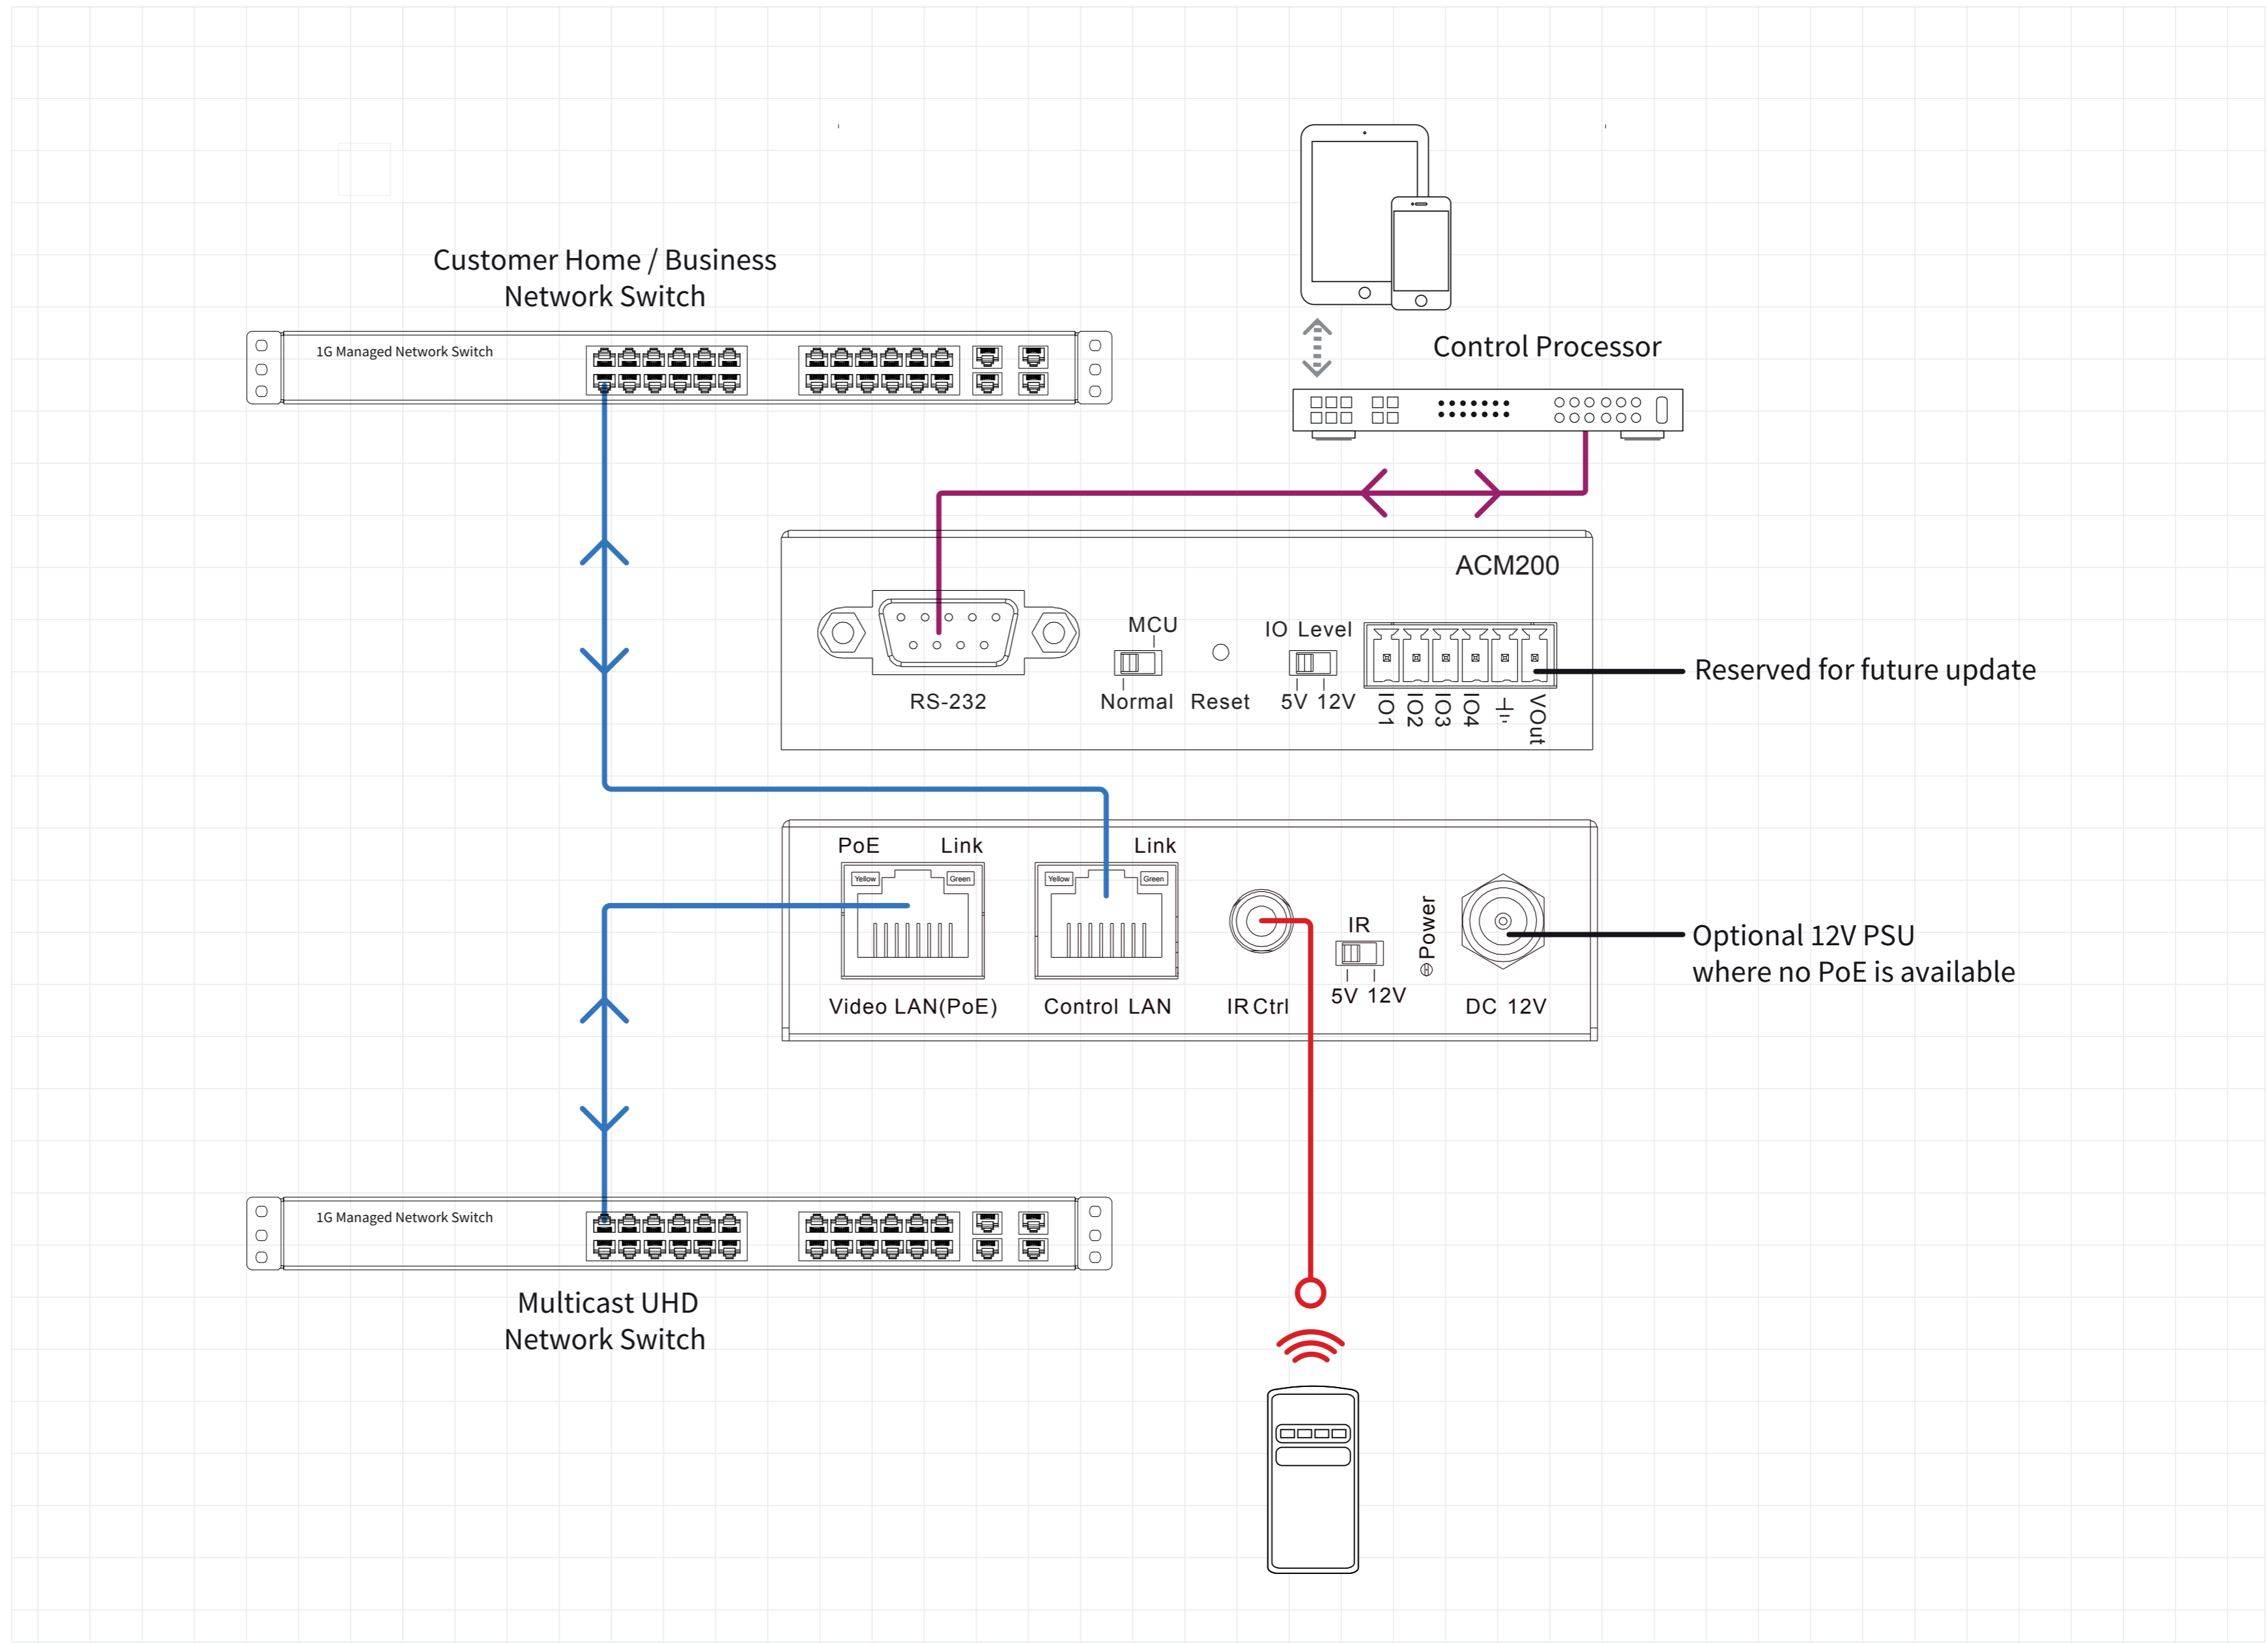 Customer Home / Business
Network Switch
1G Managed Network Switch
Control Processor
ACM200
MCU
IO Level
RS-232
Normal
Reset
5V 12V
IO1
IO2
IO3
IO4
VOut
Reserved for future update
PoE
Link
Link
Yellow
Green
Yellow
Green
IR
Power
5V 12V
Video LAN(PoE)
Control LAN
IR Ctrl
DC 12V
Optional 12V PSU
where no PoE is available
1G Managed Network Switch
Multicast UHD
Network Switch